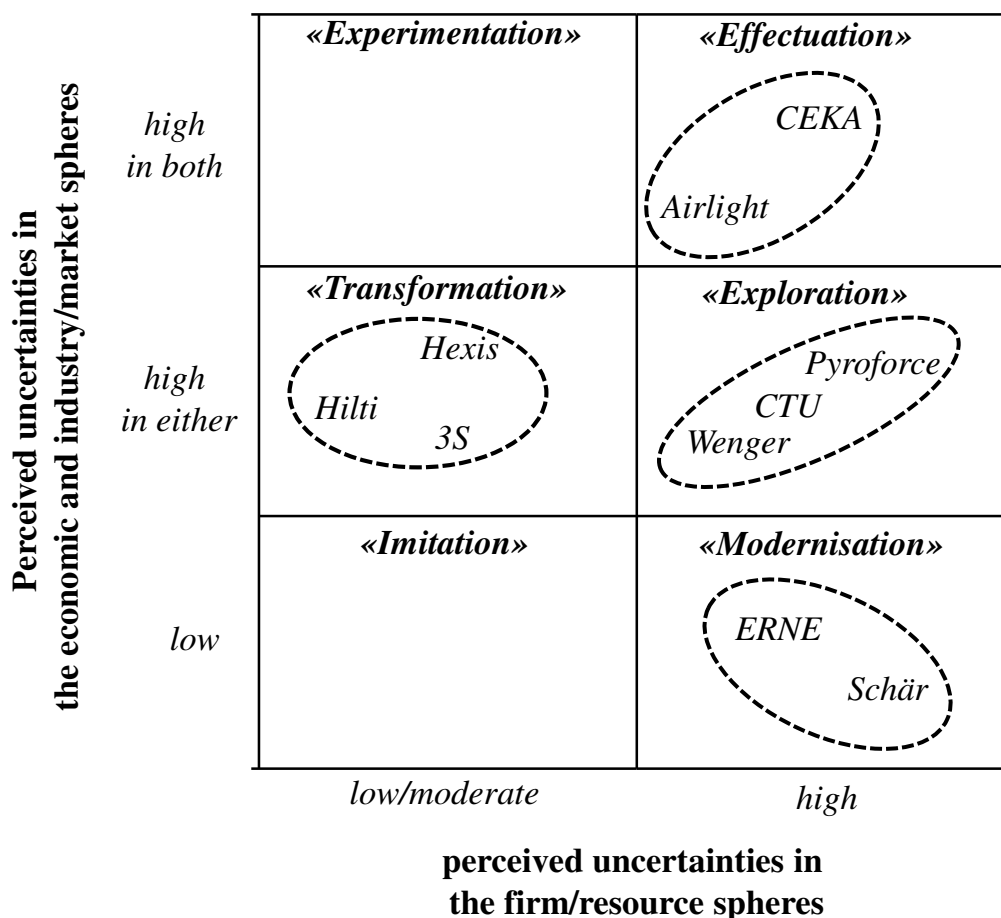 Perceived uncertainties in
the economic and industry/market spheres
«Experimentation»
«Effectuation»
high
in both
CEKA
Airlight
«Transformation»
«Exploration»
high
in either
Hexis
Hilti
3S
Pyroforce
CTU
Wenger
«Imitation»
«Modernisation»
low
ERNE
Schär
low/moderate
high
perceived uncertainties in
the firm/resource spheres